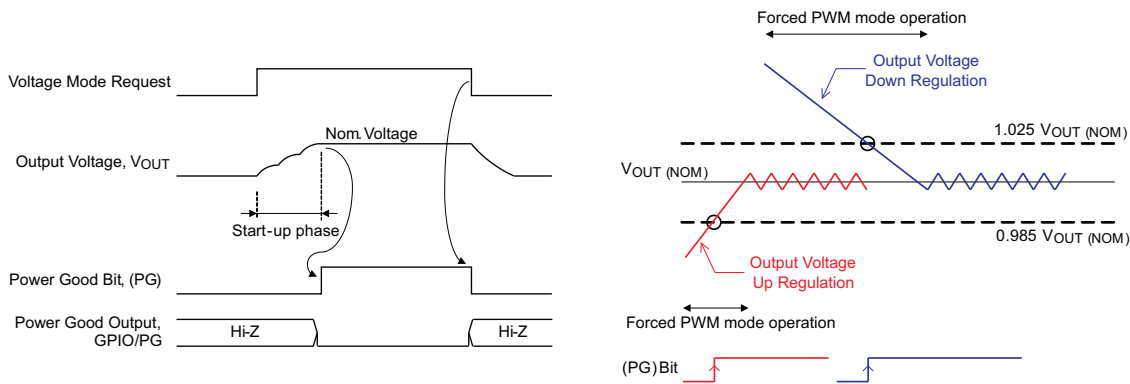 Voltage Mode Request
Nom. Voltage
Output Voltage, VOUT
Start-up phase
Power Good Bit, (PG)
Power Good Output,
GPIO/PG
Hi-Z
Hi-Z
Forced PWM mode operation
Output Voltage
Down Regulation
1.025 VOUT (NOM)
VOUT (NOM)
0.985 VOUT (NOM)
Output Voltage
Up Regulation
Forced PWM mode operation
(PG) Bit